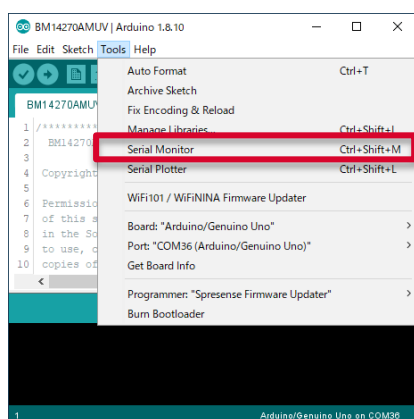 BM14270AMUV | Arduino 1.8.10
File Edit Sketch Tools Help
BM14270AMUV
Auto Format Ctrl+T
Archive Sketch
Fix Encoding & Reload
Manage Libraries... Ctrl+Shift+I
Serial Monitor Ctrl+Shift+M
Serial Plotter Ctrl+Shift+L
WiFi101 / WiFiNINA Firmware Updater
Board: "Arduino/Genuino Uno"
Port: "COM36 (Arduino/Genuino Uno)"
Get Board Info
Programmer: "Spresense Firmware Updater"
Burn Bootloader
1 /*********
2 BM14270
3
4 Copyright
5
6 Permissio
7 of this s
8 in the So
9 to use, c
10 copies of
1 Arduino/Genuino Uno on COM36